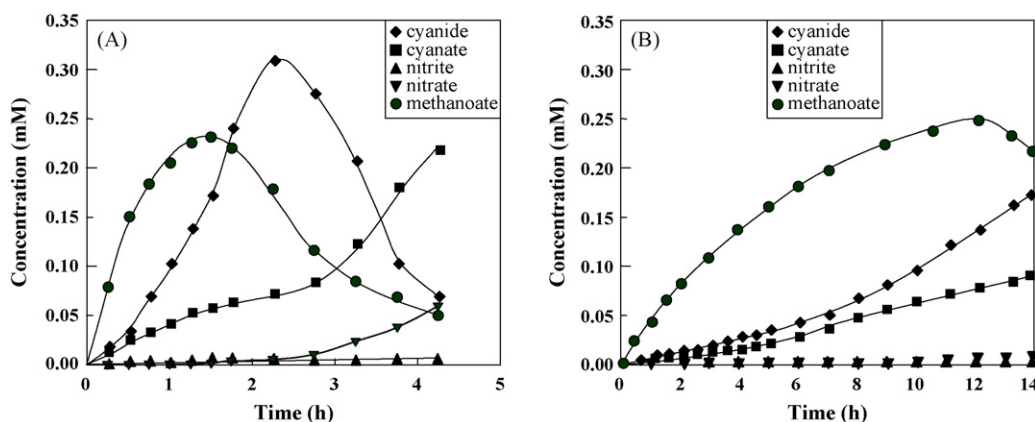 (A)
cyanide
cyanate
nitrite
nitrate
methanoate
0.35
0.30
0.25
0.20
0.15
0.10
0.05
0.00
Concentration (mM)
0 1 2 3 4 5
Time (h)
(B)
cyanide
cyanate
nitrite
nitrate
methanoate
0.35
0.30
0.25
0.20
0.15
0.10
0.05
0.00
Concentration (mM)
0 2 4 6 8 10 12 14
Time (h)